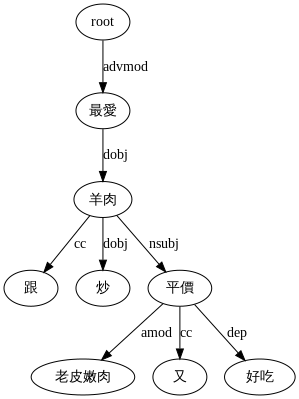 root
advmod
最愛
dobj
羊肉
cc dobj nsubj
跟 炒 平價
amod cc dep
老皮嫩肉 又 好吃